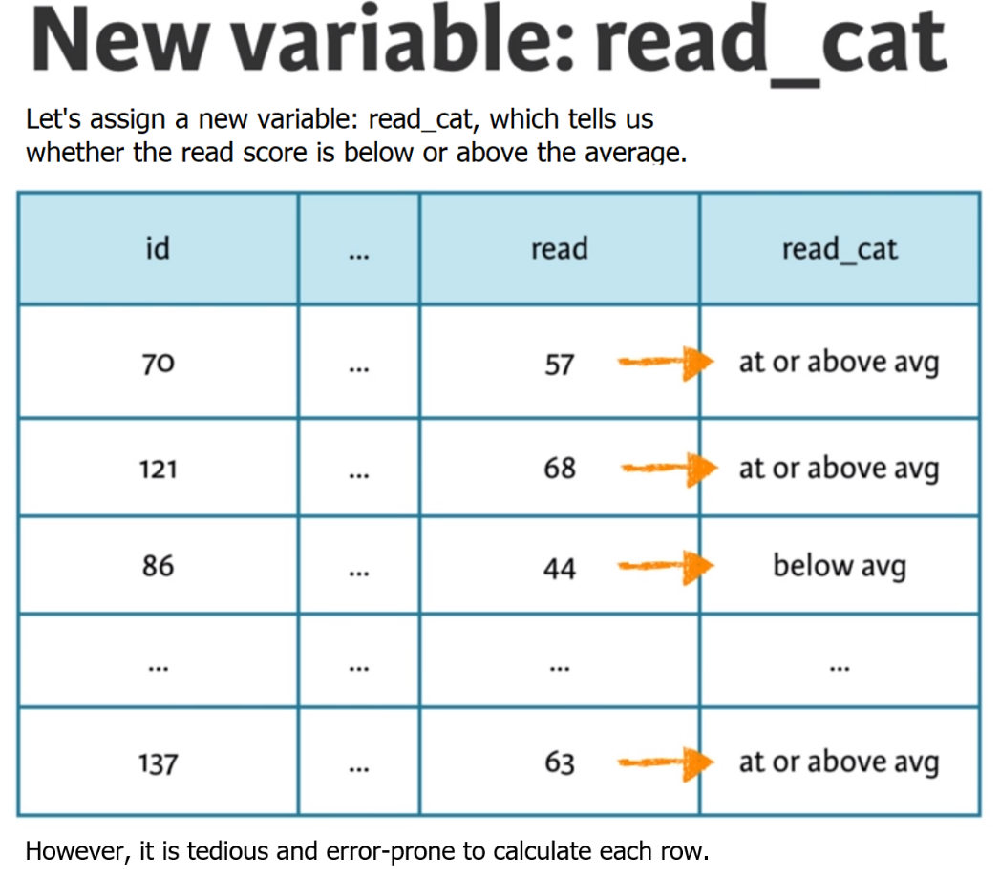 New variable: read_cat
Let's assign a new variable: read_cat, which tells us
whether the read score is below or above the average.
id ... read read_cat
70 ... 57 at or above avg
121 ... 68 at or above avg
86 ... 44 below avg
... ... ... ...
137 ... 63 at or above avg
However, it is tedious and error-prone to calculate each row.